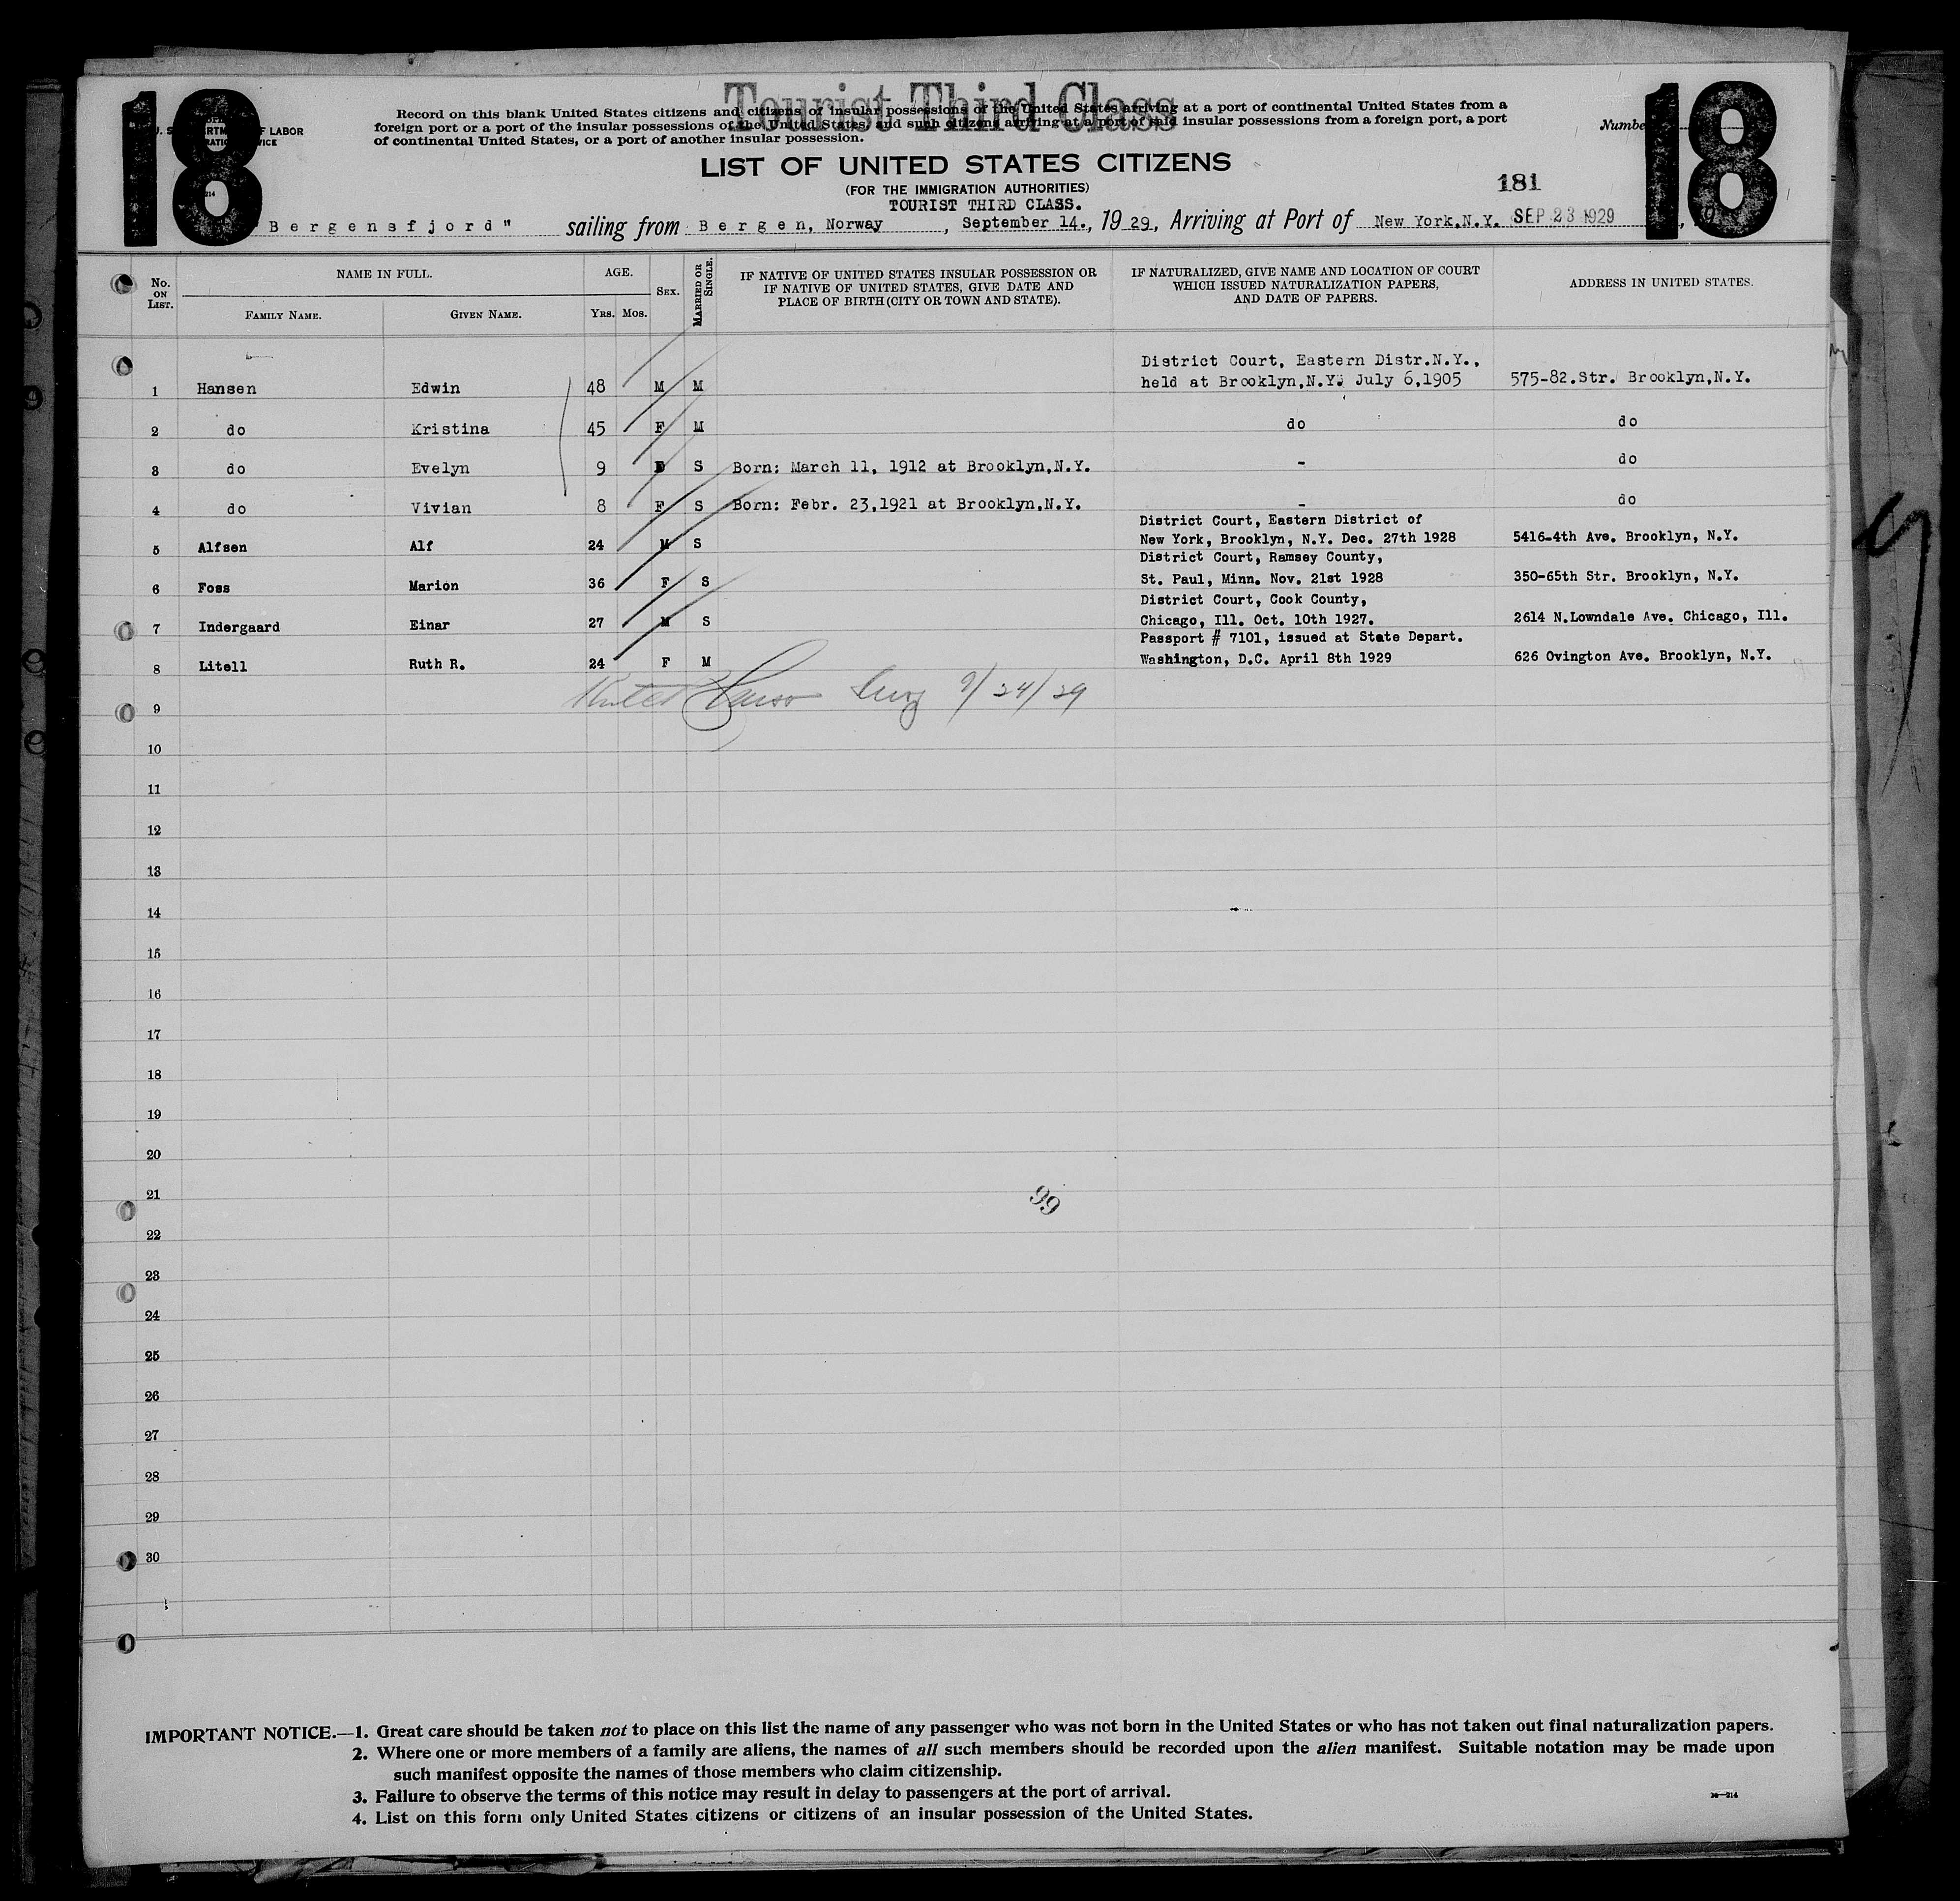 18
Tourist Third Class
18
LABOR
Record on this blank United States citizens and citizens of insular possessions of the United States arriving at a port of continental United States from a
foreign port or a port of the insular possessions of the United States, and such citizens arriving at a port of said insular possessions from a foreign port, a port
of continental United States, or a port of another insular possession.
LIST OF UNITED STATES CITIZENS
(FOR THE IMMIGRATION AUTHORITIES)
181
TOURIST THIRD CLASS.
Bergensfjord" sailing from Bergen, Norway, September 14., 1929, Arriving at Port of New York.N.Y. SEP 23 1929
No. ON LIST. NAME IN FULL. AGE. SEX. MARRIED OR SINGLE. IF NATIVE OF UNITED STATES INSULAR POSSESSION OR IF NATIVE OF UNITED STATES, GIVE DATE AND PLACE OF BIRTH (CITY OR TOWN AND STATE). IF NATURALIZED, GIVE NAME AND LOCATION OF COURT WHICH ISSUED NATURALIZATION PAPERS, AND DATE OF PAPERS. ADDRESS IN UNITED STATES.
FAMILY NAME. GIVEN NAME. YRS. MOS.
District Court, Eastern Distr.N.Y.,
1 Hansen Edwin 48 M M held at Brooklyn,N.Y. July 6,1905 575-82.Str. Brooklyn,N.Y.
2 do Kristina 45 F M do do
3 do Evelyn 9 S Born: March 11, 1912 at Brooklyn,N.Y. - do
4 do Vivian 8 F S Born: Febr. 23,1921 at Brooklyn,N.Y. - do
District Court, Eastern District of
5 Alfsen Alf 24 M S New York, Brooklyn, N.Y. Dec. 27th 1928 5416-4th Ave. Brooklyn, N.Y.
District Court, Ramsey County,
6 Foss Marion 36 F S St. Paul, Minn. Nov. 21st 1928 350-65th Str. Brooklyn, N.Y.
District Court, Cook County,
7 Indergaard Einar 27 M S Chicago, Ill. Oct. 10th 1927. 2614 N.Lowndale Ave. Chicago, Ill.
Passport # 7101, issued at State Depart.
8 Litell Ruth R. 24 F M Washington, D.C. April 8th 1929 626 Ovington Ave. Brooklyn, N.Y.
9/24/29
9
10
11
12
13
14
15
16
17
18
19
20
21
99
22
23
24
25
26
27
28
29
30
IMPORTANT NOTICE.—1. Great care should be taken not to place on this list the name of any passenger who was not born in the United States or who has not taken out final naturalization papers.
2. Where one or more members of a family are aliens, the names of all such members should be recorded upon the alien manifest. Suitable notation may be made upon
such manifest opposite the names of those members who claim citizenship.
3. Failure to observe the terms of this notice may result in delay to passengers at the port of arrival.
4. List on this form only United States citizens or citizens of an insular possession of the United States.